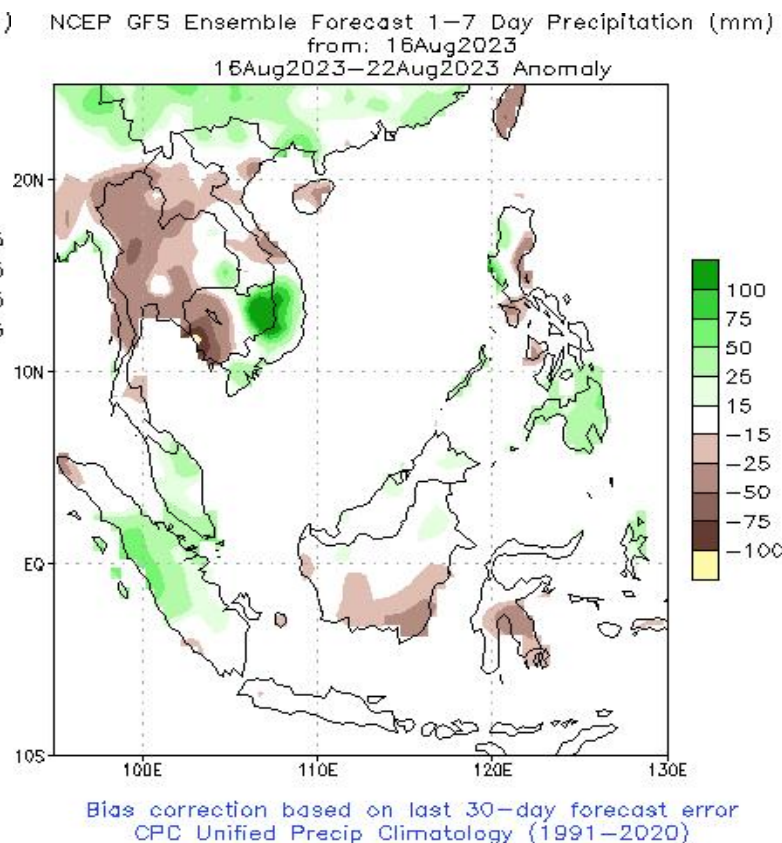 ) NCEP GFS Ensemble Forecast 1–7 Day Precipitation (mm)
from: 16Aug2023
16Aug2023–22Aug2023 Anomaly
20N
10N
EQ
10S
100E 110E 120E 130E
100
75
50
25
15
-15
-25
-50
-75
-100
Bias correction based on last 30–day forecast error
CPC Unified Precip Climatology (1991–2020)